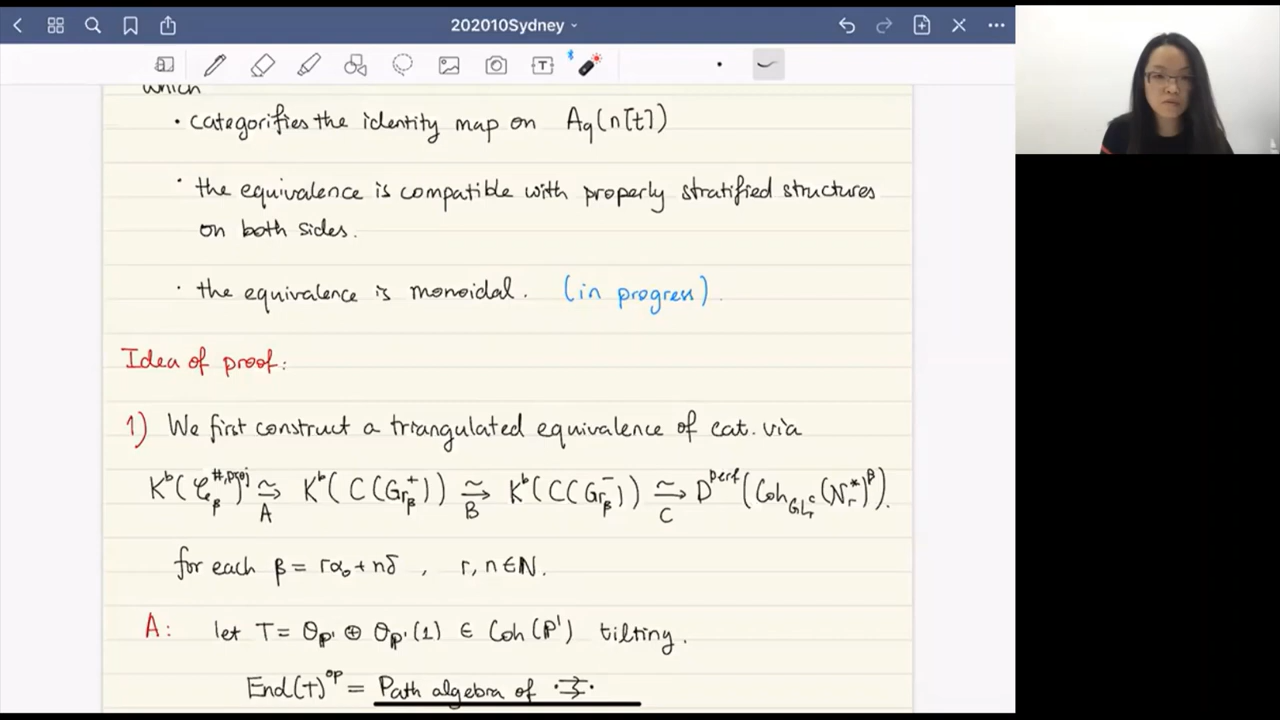 202010Sydney
which
• categorifies the identity map on A_q(n[t])
• the equivalence is compatible with properly stratified structures
on both sides.
• the equivalence is monoidal. (in progress).
Idea of proof:
1) We first construct a triangulated equivalence of cat. via
K^b(𝒞_β^{#,proj}) ≃_A K^b(C(Gr_β^+)) ≃_B K^b(C(Gr_β^-)) ≃_C D^perf(Coh_{GL_r^c}(N_r^*)^β).
for each β = rα_0 + nδ , r, n ∈ N.
A: let T = O_{P^1} ⊕ O_{P^1}(1) ∈ Coh(P^1) tilting.
End(T)^op = Path algebra of ·⇉·